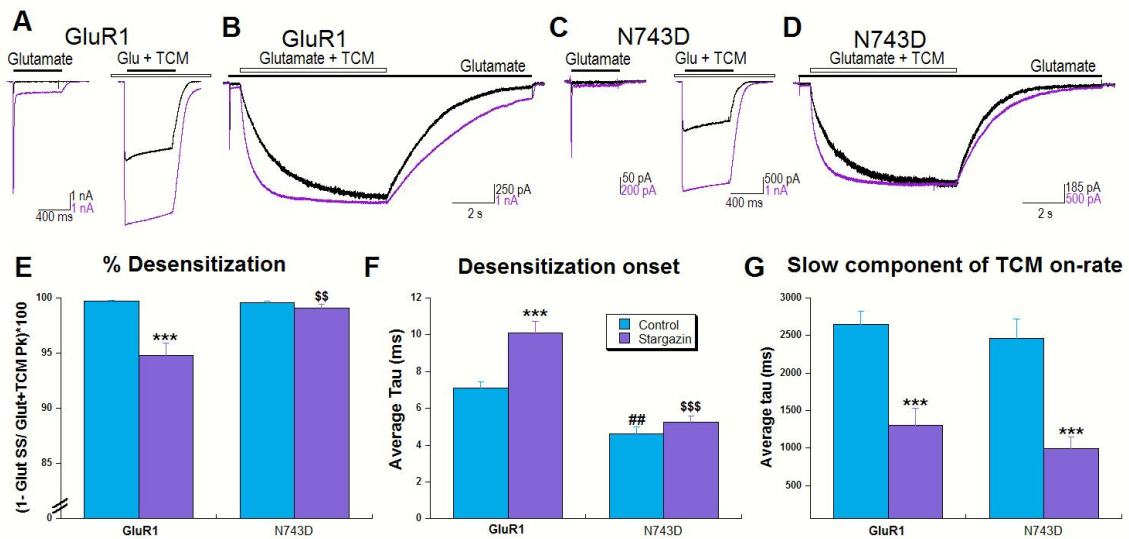 A
GluR1
Glutamate
Glu + TCM
1 nA
1 nA
400 ms
B
GluR1
Glutamate + TCM
Glutamate
250 pA
1 nA
2 s
C
N743D
Glu + TCM
50 pA
200 pA
500 pA
1 nA
400 ms
D
N743D
Glutamate + TCM
Glutamate
185 pA
500 pA
2 s
E
% Desensitization
(1- Glut SS/ Glut+TCM Pk)*100
100
95
90
85
0
***
$$
GluR1
N743D
F
Desensitization onset
Average Tau (ms)
12
10
8
6
4
2
0
***
##
$$$
Control
Stargazin
GluR1
N743D
G
Slow component of TCM on-rate
Average tau (ms)
3000
2500
2000
1500
1000
500
***
***
GluR1
N743D